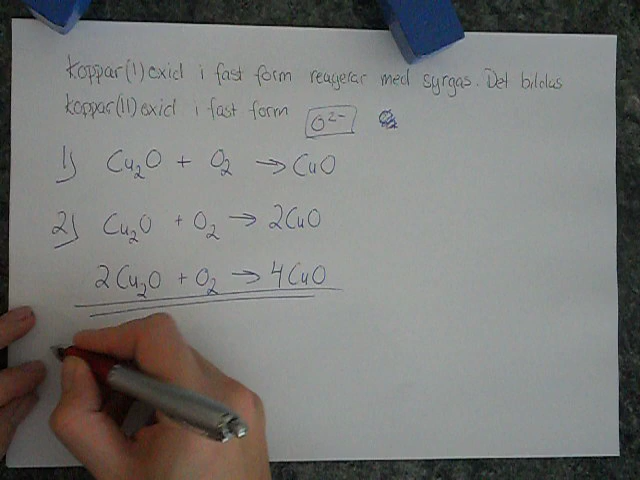 koppar(I)oxid i fast form reagerar med syrgas. Det bildas
koppar(II)oxid i fast form O²⁻
1) Cu₂O + O₂ → CuO
2) Cu₂O + O₂ → 2CuO
2Cu₂O + O₂ → 4CuO